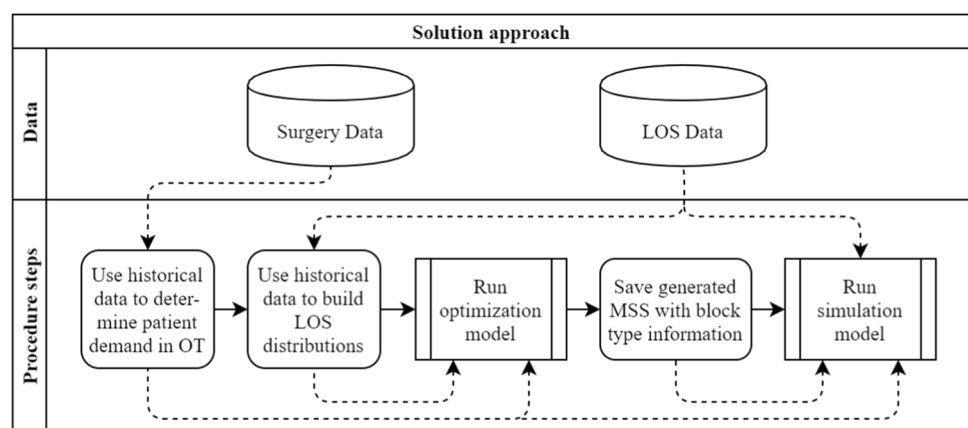 Solution approach
Data
Surgery Data
LOS Data
Procedure steps
Use historical
data to deter-
mine patient
demand in OT
Use historical
data to build
LOS
distributions
Run
optimization
model
Save generated
MSS with block
type information
Run
simulation
model